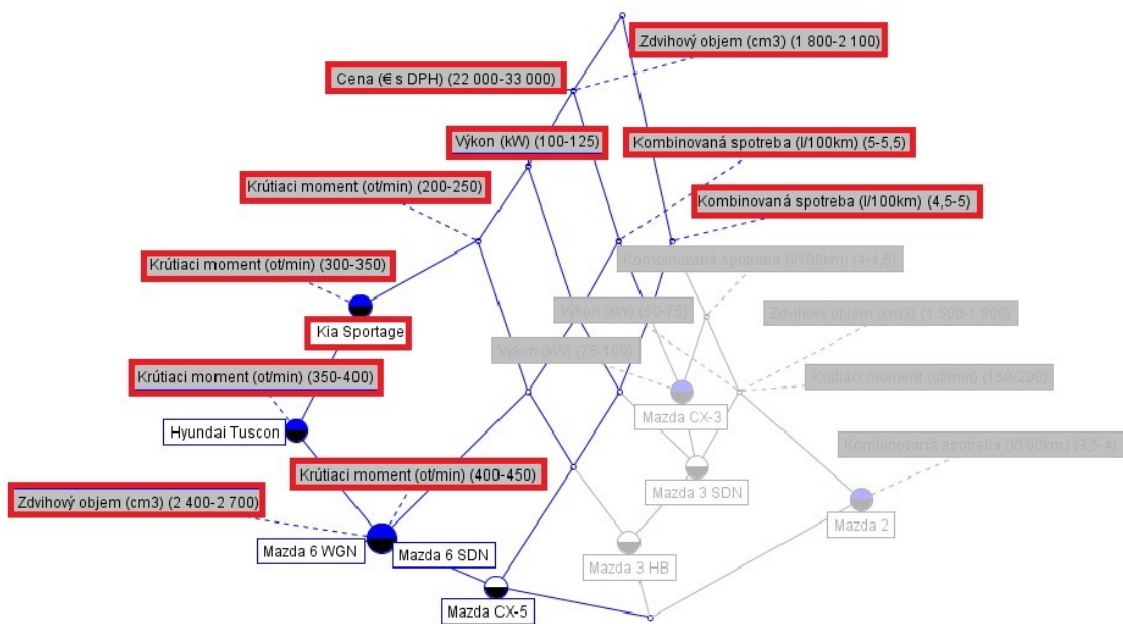 Zdvihový objem (cm3) (1 800-2 100)
Cena (€ s DPH) (22 000-33 000)
Výkon (kW) (100-125)
Kombinovaná spotreba (l/100km) (5-5,5)
Krútiaci moment (ot/min) (200-250)
Kombinovaná spotreba (l/100km) (4,5-5)
Krútiaci moment (ot/min) (300-350)
Kombinovaná spotreba (l/100km) (4-4,5)
Výkon (kW) (50-75)
Zdvihový objem (cm3) (1 500-1 800)
Kia Sportage
Výkon (kW) (75-100)
Krútiaci moment (ot/min) (350-400)
Krútiaci moment (ot/min) (150-200)
Mazda CX-3
Hyundai Tuscon
Kombinovaná spotreba (l/100km) (3,5-4)
Krútiaci moment (ot/min) (400-450)
Mazda 3 SDN
Zdvihový objem (cm3) (2 400-2 700)
Mazda 2
Mazda 6 WGN
Mazda 6 SDN
Mazda 3 HB
Mazda CX-5